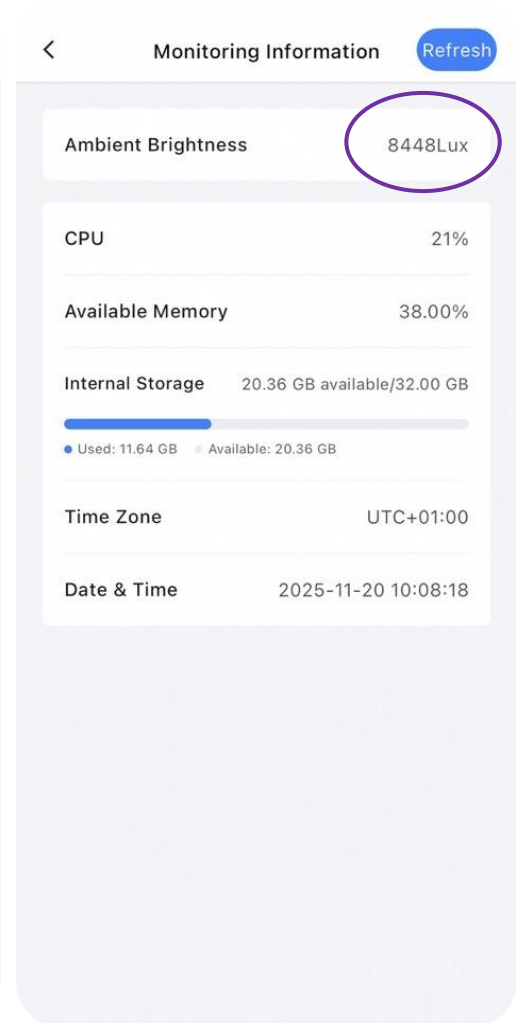 Monitoring Information Refresh
Ambient Brightness 8448Lux
CPU 21%
Available Memory 38.00%
Internal Storage 20.36 GB available/32.00 GB
Used: 11.64 GB Available: 20.36 GB
Time Zone UTC+01:00
Date & Time 2025-11-20 10:08:18